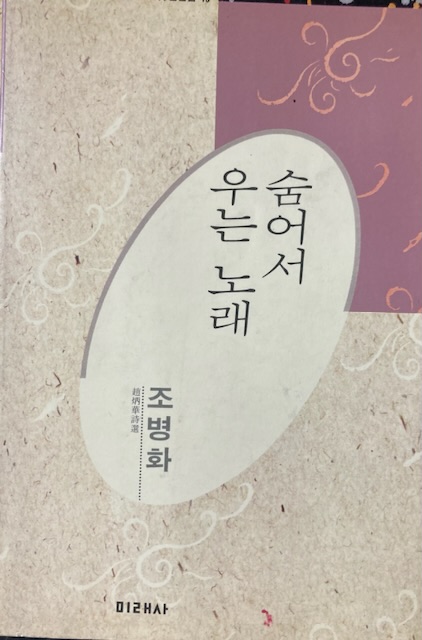 숨어서
우는 노래
조병화
趙炳華詩選
미래사